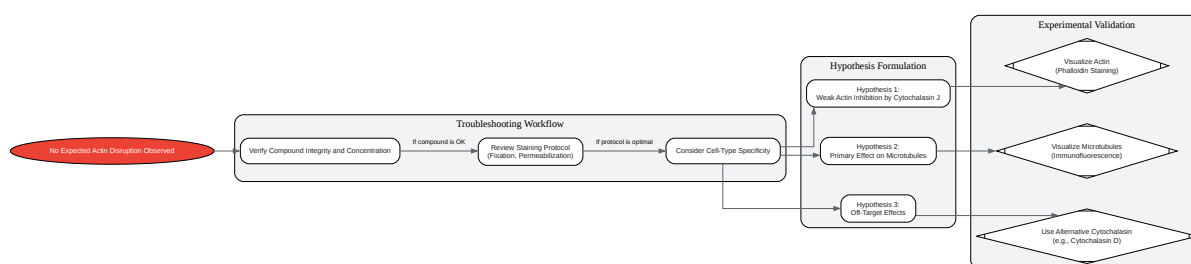 No Expected Actin Disruption Observed
Troubleshooting Workflow
Verify Compound Integrity and Concentration
If compound is OK
Review Staining Protocol
(Fixation, Permeabilization)
If protocol is optimal
Consider Cell-Type Specificity
Hypothesis Formulation
Hypothesis 1:
Weak Actin Inhibition by Cytochalasin J
Hypothesis 2:
Primary Effect on Microtubules
Hypothesis 3:
Off-Target Effects
Experimental Validation
Visualize Actin
(Phalloidin Staining)
Visualize Microtubules
(Immunofluorescence)
Use Alternative Cytochalasin
(e.g., Cytochalasin D)